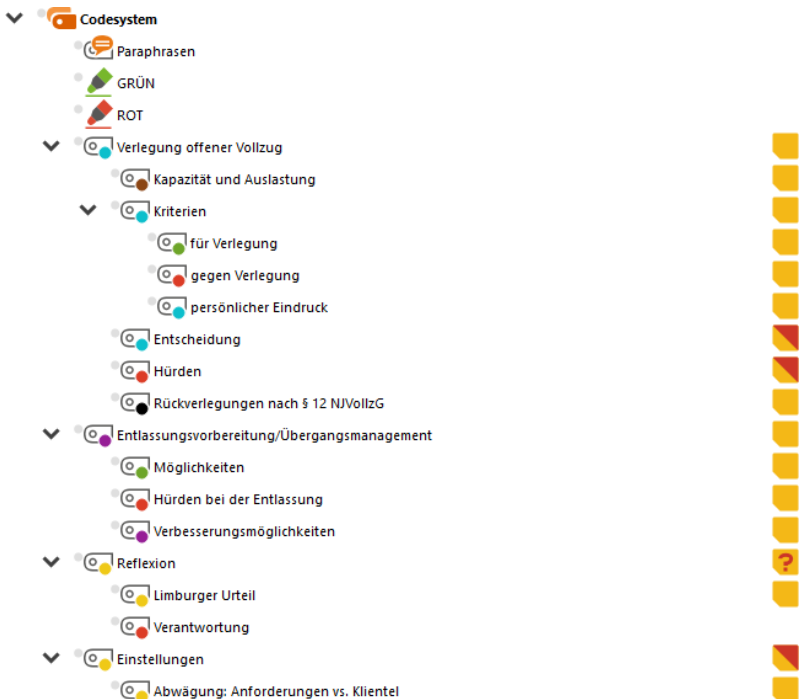 Codesystem
Paraphrasen
GRÜN
ROT
Verlegung offener Vollzug
Kapazität und Auslastung
Kriterien
für Verlegung
gegen Verlegung
persönlicher Eindruck
Entscheidung
Hürden
Rückverlegungen nach § 12 NJVollzG
Entlassungsvorbereitung/Übergangsmanagement
Möglichkeiten
Hürden bei der Entlassung
Verbesserungsmöglichkeiten
Reflexion
?
Limburger Urteil
Verantwortung
Einstellungen
Abwägung: Anforderungen vs. Klientel